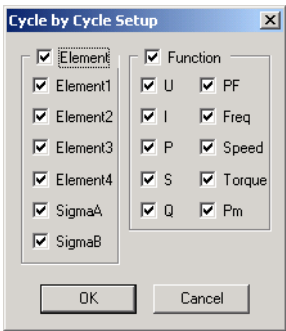 Cycle by Cycle Setup
Element
Element1
Element2
Element3
Element4
SigmaA
SigmaB
Function
U
I
P
S
Q
PF
Freq
Speed
Torque
Pm
OK
Cancel